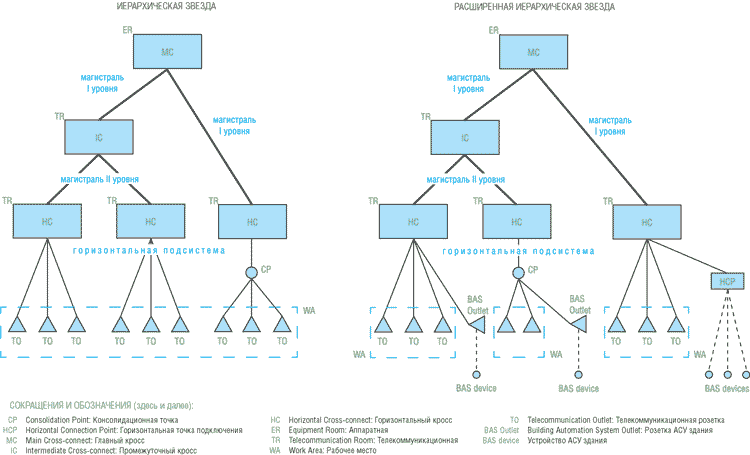 ИЕРАРХИЧЕСКАЯ ЗВЕЗДА
ER
MC
магистраль
I уровня
магистраль
I уровня
TR
IC
магистраль II уровня
TR
HC
TR
HC
TR
HC
горизонтальная подсистема
CP
WA
TO TO TO TO TO TO TO TO TO
РАСШИРЕННАЯ ИЕРАРХИЧЕСКАЯ ЗВЕЗДА
ER
MC
магистраль
I уровня
магистраль
I уровня
TR
IC
магистраль II уровня
TR
HC
TR
HC
TR
HC
горизонтальная подсистема
CP
HCP
BAS
Outlet
BAS
Outlet
TO TO TO TO TO TO TO TO
WA
WA
WA
BAS device
BAS devices
BAS devices
СОКРАЩЕНИЯ И ОБОЗНАЧЕНИЯ (здесь и далее):
CP Consolidation Point: Консолидационная точка
HCP Horizontal Connection Point: Горизонтальная точка подключения
MC Main Cross-connect: Главный кросс
IC Intermediate Cross-connect: Промежуточный кросс
HC Horizontal Cross-connect: Горизонтальный кросс
ER Equipment Room: Аппаратная
TR Telecommunication Room: Телекоммуникационная
WA Work Area: Рабочее место
TO Telecommunication Outlet: Телекоммуникационная розетка
BAS Outlet Building Automation System Outlet: Розетка АСУ здания
BAS device Устройство АСУ здания